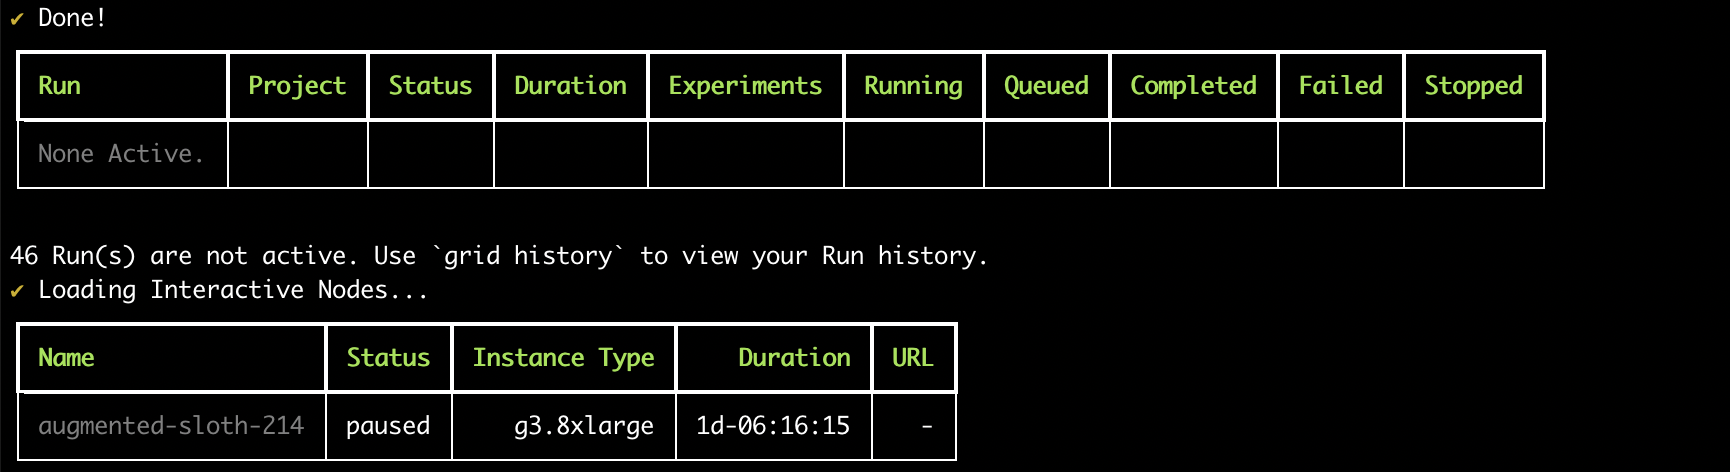 ✔ Done!
Run Project Status Duration Experiments Running Queued Completed Failed Stopped
None Active.
46 Run(s) are not active. Use `grid history` to view your Run history.
✔ Loading Interactive Nodes...
Name Status Instance Type Duration URL
augmented-sloth-214 paused g3.8xlarge 1d-06:16:15 -